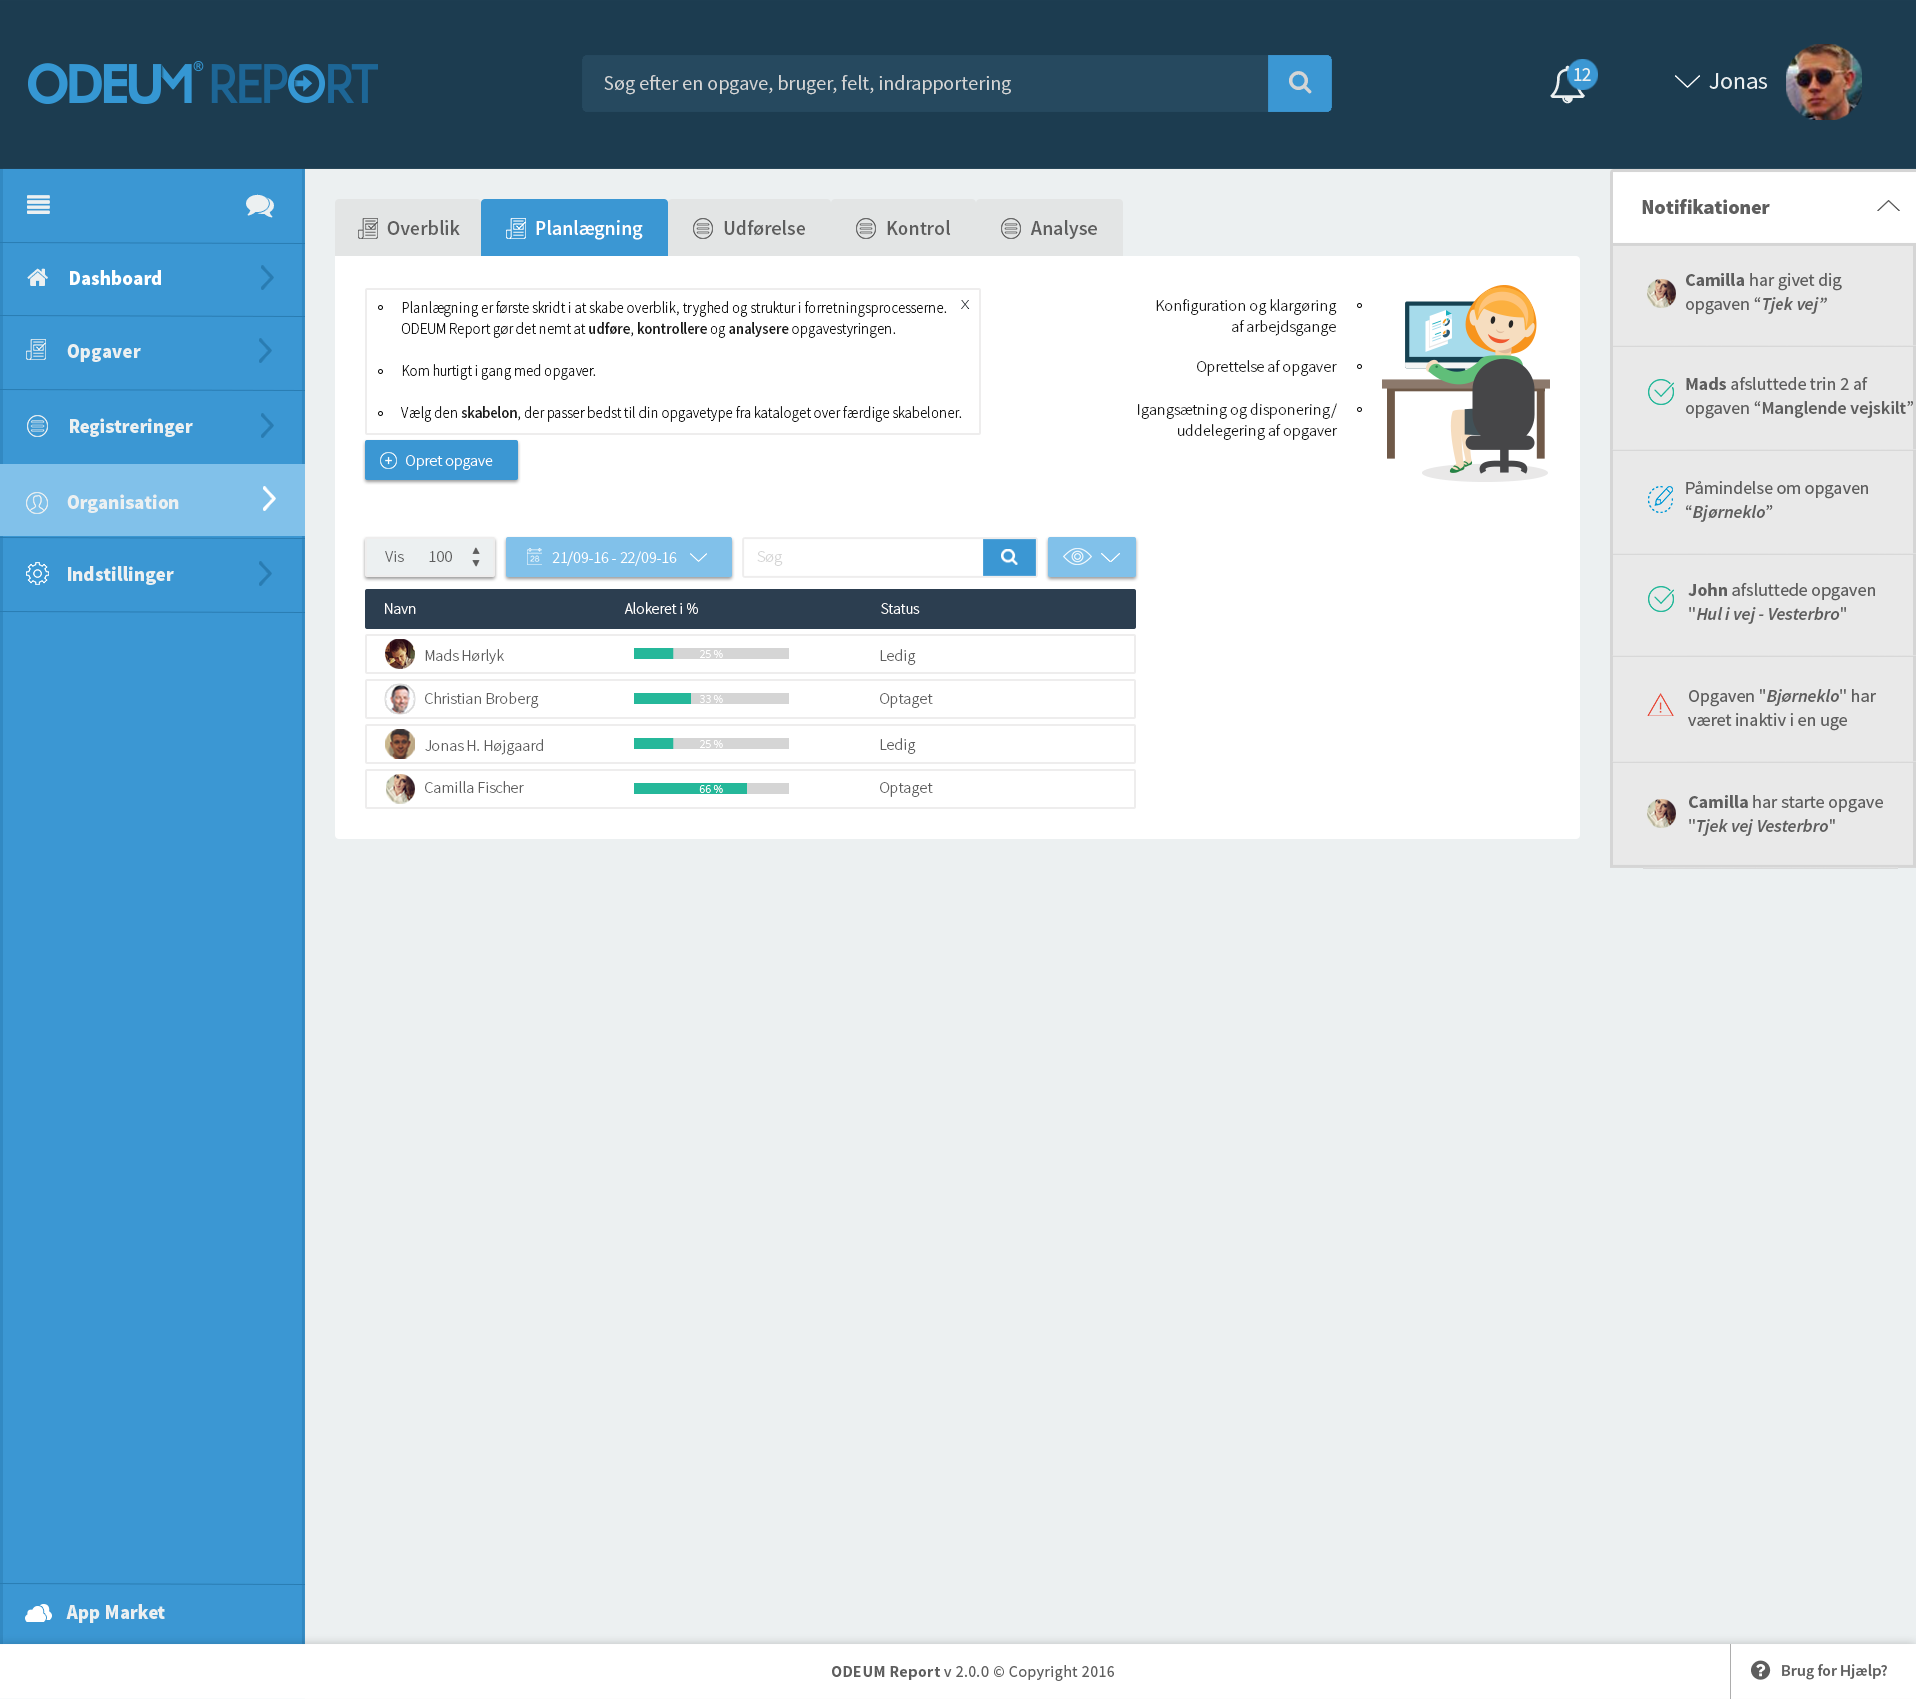 ODEUM® REPORT
Søg efter en opgave, bruger, felt, indrapportering
12
Jonas
Dashboard
Opgaver
Registreringer
Organisation
Indstillinger
App Market
Overblik
Planlægning
Udførelse
Kontrol
Analyse
Planlægning er første skridt i at skabe overblik, tryghed og struktur i forretningsprocesserne.
X
ODEUM Report gør det nemt at udføre, kontrollere og analysere opgavestyringen.
Kom hurtigt i gang med opgaver.
Vælg den skabelon, der passer bedst til din opgavetype fra kataloget over færdige skabeloner.
Opret opgave
Konfiguration og klargøring
af arbejdsgange
Oprettelse af opgaver
Igangsætning og disponering/
uddelegering af opgaver
Vis 100
28
21/09-16 - 22/09-16
Søg
Navn Alokeret i % Status
Mads Hørlyk 25 % Ledig
Christian Broberg 33 % Optaget
Jonas H. Højgaard 25 % Ledig
Camilla Fischer 66 % Optaget
Notifikationer
Camilla har givet dig
opgaven “Tjek vej”
Mads afsluttede trin 2 af
opgaven “Manglende vejskilt”
Påmindelse om opgaven
“Bjørneklo”
John afsluttede opgaven
"Hul i vej - Vesterbro"
Opgaven "Bjørneklo" har
været inaktiv i en uge
Camilla har starte opgave
"Tjek vej Vesterbro"
ODEUM Report v 2.0.0 © Copyright 2016
Brug for Hjælp?